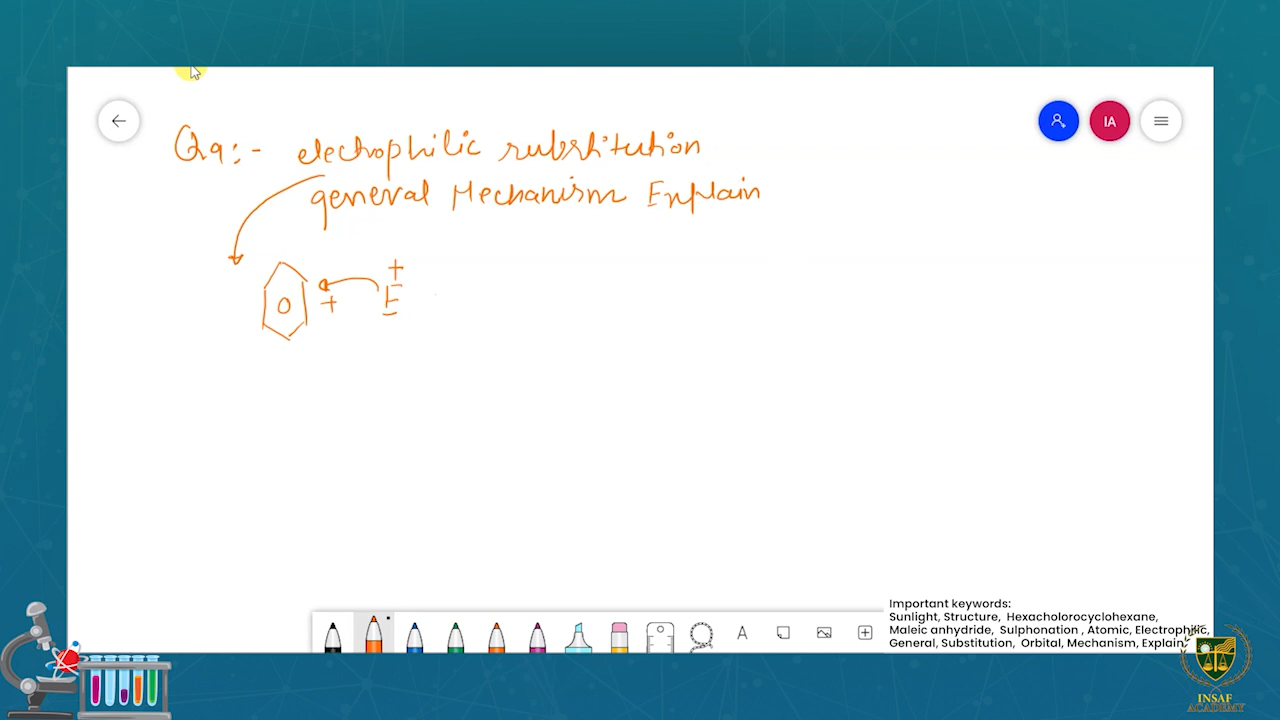 Q9:- electrophilic substitution
general Mechanism Explain
+
+ E
IA
A
Important keywords:
Sunlight, Structure, Hexacholorocyclohexane,
Maleic anhydride, Sulphonation , Atomic, Electrophilic,
General, Substitution, Orbital, Mechanism, Explain
INSAF
ACADEMY